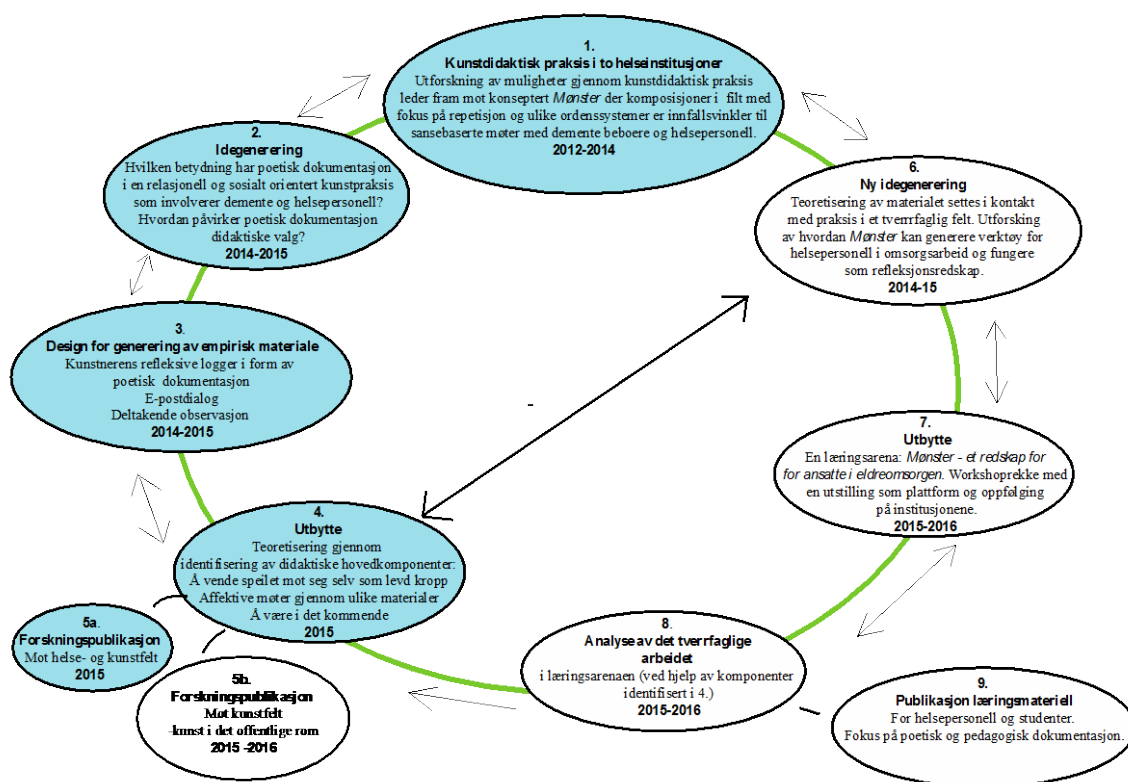 1.
Kunstdidaktisk praksis i to helseinstitusjoner
Utforskning av muligheter gjennom kunstdidaktisk praksis
leder fram mot konseptert Mønster der komposisjoner i filt med
fokus på repetisjon og ulike ordenssystemer er innfallsvinkler til
sansebaserte møter med demente beboere og helsepersonell.
2012-2014
2.
Idegenerering
Hvilken betydning har poetisk dokumentasjon
i en relasjonell og sosialt orientert kunstpraksis
som involverer demente og helsepersonell?
Hvordan påvirker poetisk dokumentasjon
didaktiske valg?
2014-2015
3.
Design for generering av empirisk materiale
Kunstnerens refleksive logger i form av
poetisk dokumentasjon
E-postdialog
Deltakende observasjon
2014-2015
4.
Utbytte
Teoretisering gjennom
identifisering av didaktiske hovedkomponenter:
Å vende speilet mot seg selv som levd kropp
Affektive møter gjennom ulike materialer
Å være i det kommende
2015
5a.
Forskningspublikasjon
Mot helse- og kunstfelt
2015
5b.
Forskningspublikasjon
Mot kunstfelt
-kunst i det offentlige rom
2015 -2016
6.
Ny idegenerering
Teoretisering av materialet settes i kontakt
med praksis i et tverrfaglig felt. Utforsking
av hvordan Mønster kan generere verktøy for
helsepersonell i omsorgsarbeid og fungere
som refleksjonsredskap.
2014-15
7.
Utbytte
En læringsarena: Mønster - et redskap for
for ansatte i eldreomsorgen. Workshoprekke med
en utstilling som plattform og oppfølging
på institusjonene.
2015-2016
8.
Analyse av det tverrfaglige
arbeidet
i læringsarenaen (ved hjelp av komponenter
identifisert i 4.)
2015-2016
9.
Publikasjon læringsmateriell
For helsepersonell og studenter.
Fokus på poetisk og pedagogisk dokumentasjon.